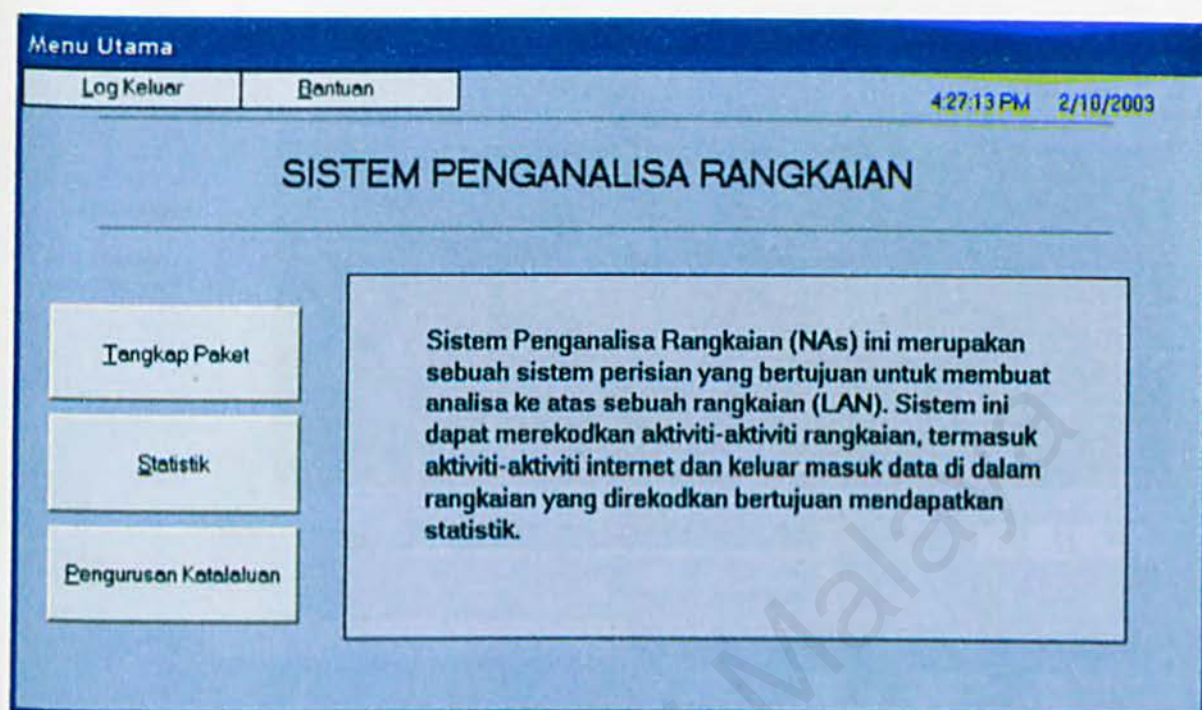 Menu Utama
Log Keluar Bantuan
4:27:13 PM 2/10/2003
SISTEM PENGANALISA RANGKAIAN
Tangkap Paket
Statistik
Pengurusan Katalaluan
Sistem Penganalisa Rangkaian (NAs) ini merupakan
sebuah sistem perisian yang bertujuan untuk membuat
analisa ke atas sebuah rangkaian (LAN). Sistem ini
dapat merekodkan aktiviti-aktiviti rangkaian, termasuk
aktiviti-aktiviti internet dan keluar masuk data di dalam
rangkaian yang direkodkan bertujuan mendapatkan
statistik.
Malaya